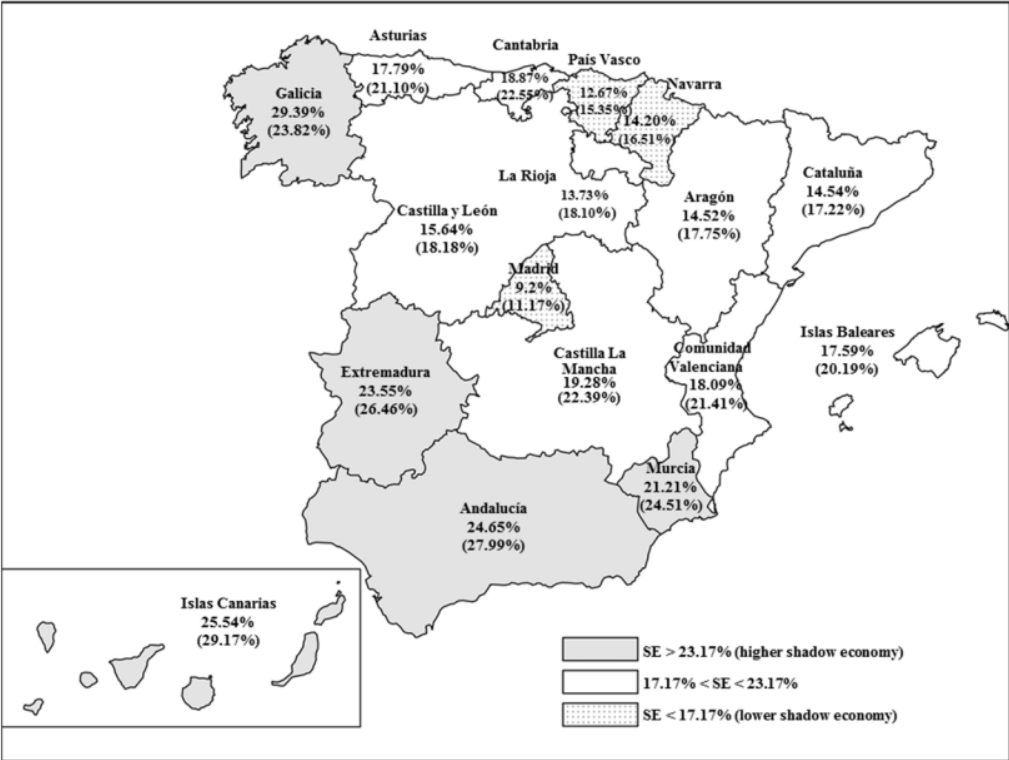 Asturias
17.79%
(21.10%)
Cantabria
18.87%
(22.55%)
País Vasco
12.67%
(15.35%)
Navarra
14.20%
(16.51%)
Galicia
29.39%
(23.82%)
La Rioja
13.73%
(18.10%)
Castilla y León
15.64%
(18.18%)
Aragón
14.52%
(17.75%)
Cataluña
14.54%
(17.22%)
Madrid
9.2%
(11.17%)
Islas Baleares
17.59%
(20.19%)
Extremadura
23.55%
(26.46%)
Castilla La
Mancha
19.28%
(22.39%)
Comunidad
Valenciana
18.09%
(21.41%)
Murcia
21.21%
(24.51%)
Andalucía
24.65%
(27.99%)
Islas Canarias
25.54%
(29.17%)
SE > 23.17% (higher shadow economy)
17.17% < SE < 23.17%
SE < 17.17% (lower shadow economy)